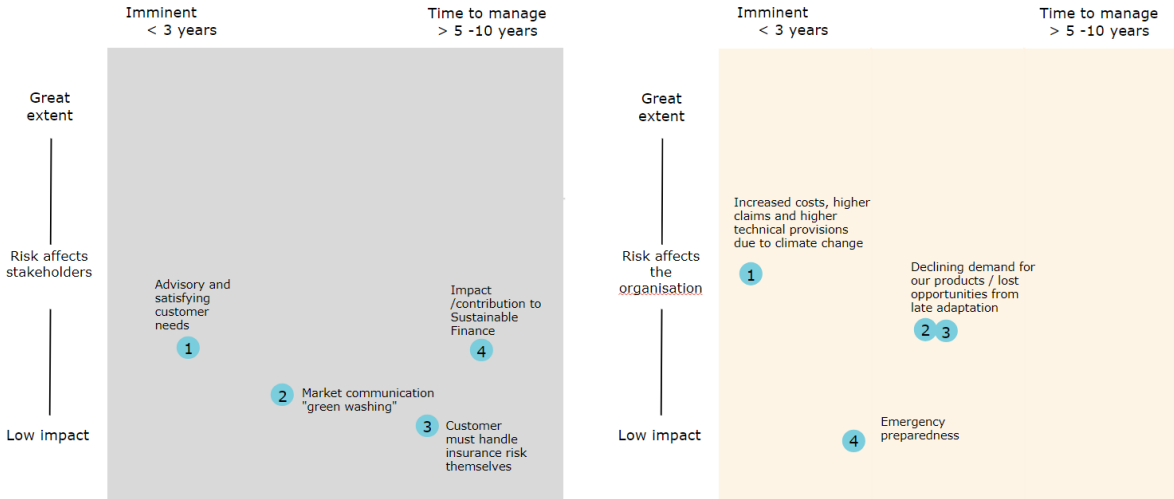 Imminent
< 3 years
Time to manage
> 5 -10 years
Great
extent
Risk affects
stakeholders
Low impact
Advisory and
satisfying
customer
needs
1
2
Market communication
"green washing"
3
Customer
must handle
insurance risk
themselves
Impact
/contribution to
Sustainable
Finance
4
Imminent
< 3 years
Time to manage
> 5 -10 years
Great
extent
Risk affects
the
organisation
Low impact
Increased costs, higher
claims and higher
technical provisions
due to climate change
1
Declining demand for
our products / lost
opportunities from
late adaptation
2 3
Emergency
preparedness
4